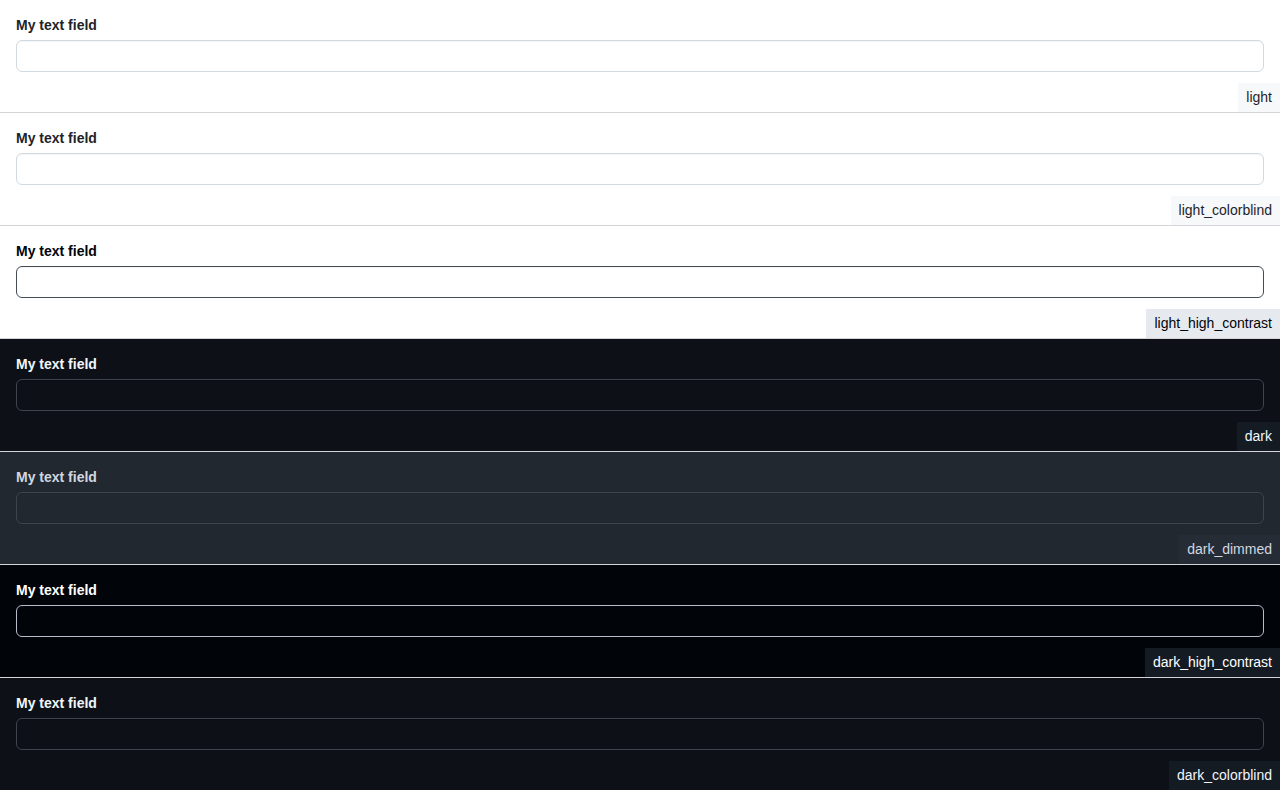 My text field
light
My text field
light_colorblind
My text field
light_high_contrast
My text field
dark
My text field
dark_dimmed
My text field
dark_high_contrast
My text field
dark_colorblind